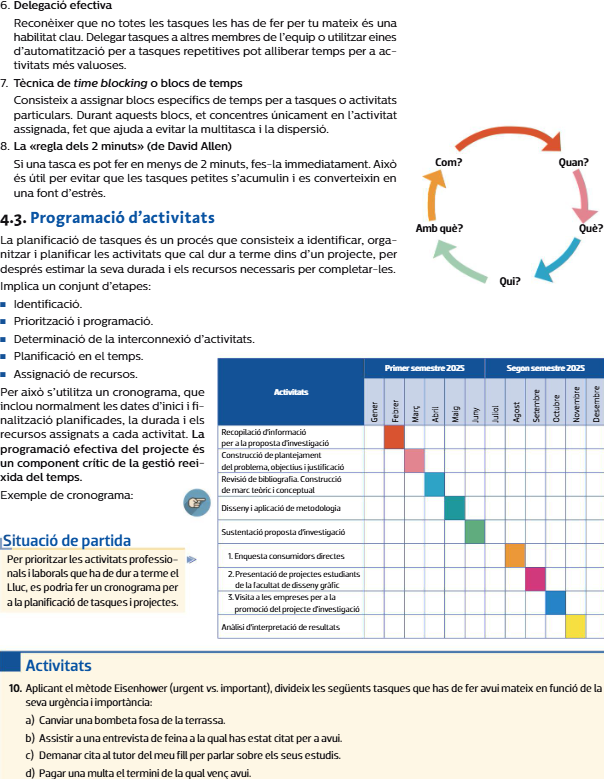 6. Delegació efectiva
Reconèixer que no totes les tasques les has de fer per tu mateix és una
habilitat clau. Delegar tasques a altres membres de l'equip o utilitzar eines
d'automatització per a tasques repetitives pot alliberar temps per a ac-
tivitats més valuoses.
7. Tècnica de time blocking o blocs de temps
Consisteix a assignar blocs específics de temps per a tasques o activitats
particulars. Durant aquests blocs, et concentres únicament en l'activitat
assignada, fet que ajuda a evitar la multitasca i la dispersió.
8. La «regla dels 2 minuts» (de David Allen)
Si una tasca es pot fer en menys de 2 minuts, fes-la immediatament. Això
és útil per evitar que les tasques petites s'acumulin i es converteixin en
una font d'estrès.
Com?
Quan?
Què?
Qui?
Amb què?
4.3. Programació d'activitats
La planificació de tasques és un procés que consisteix a identificar, orga-
nitzar i planificar les activitats que cal dur a terme dins d'un projecte, per
després estimar la seva durada i els recursos necessaris per completar-les.
Implica un conjunt d'etapes:
Identificació.
Priorització i programació.
Determinació de la interconnexió d'activitats.
Planificació en el temps.
Assignació de recursos.
Per això s'utilitza un cronograma, que
inclou normalment les dates d'inici i fi-
nalització planificades, la durada i els
recursos assignats a cada activitat. La
programació efectiva del projecte és
un component crític de la gestió reei-
xida del temps.
Exemple de cronograma:
Activitats
Primer semestre 2025
Segon semestre 2025
Gener
Febrer
Març
Abril
Maig
Juny
Juliol
Agost
Setembre
Octubre
Novembre
Desembre
Recopilació d'informació
per a la proposta d'investigació
Construcció de plantejament
del problema, objectius i justificació
Revisió de bibliografia. Construcció
de marc teòric i conceptual
Disseny i aplicació de metodologia
Sustentació proposta d'investigació
1. Enquesta consumidors directes
2. Presentació de projectes estudiants
de la facultat de disseny gràfic
3. Visita a les empreses per a la
promoció del projecte d'investigació
Anàlisi d'interpretació de resultats
Situació de partida
Per prioritzar les activitats professio-
nals i laborals que ha de dur a terme el
Lluc, es podria fer un cronograma per
a la planificació de tasques i projectes.
Activitats
10. Aplicant el mètode Eisenhower (urgent vs. important), divideix les següents tasques que has de fer avui mateix en funció de la
seva urgència i importància:
a) Canviar una bombeta fosa de la terrassa.
b) Assistir a una entrevista de feina a la qual has estat citat per a avui.
c) Demanar cita al tutor del meu fill per parlar sobre els seus estudis.
d) Pagar una multa el termini de la qual venç avui.